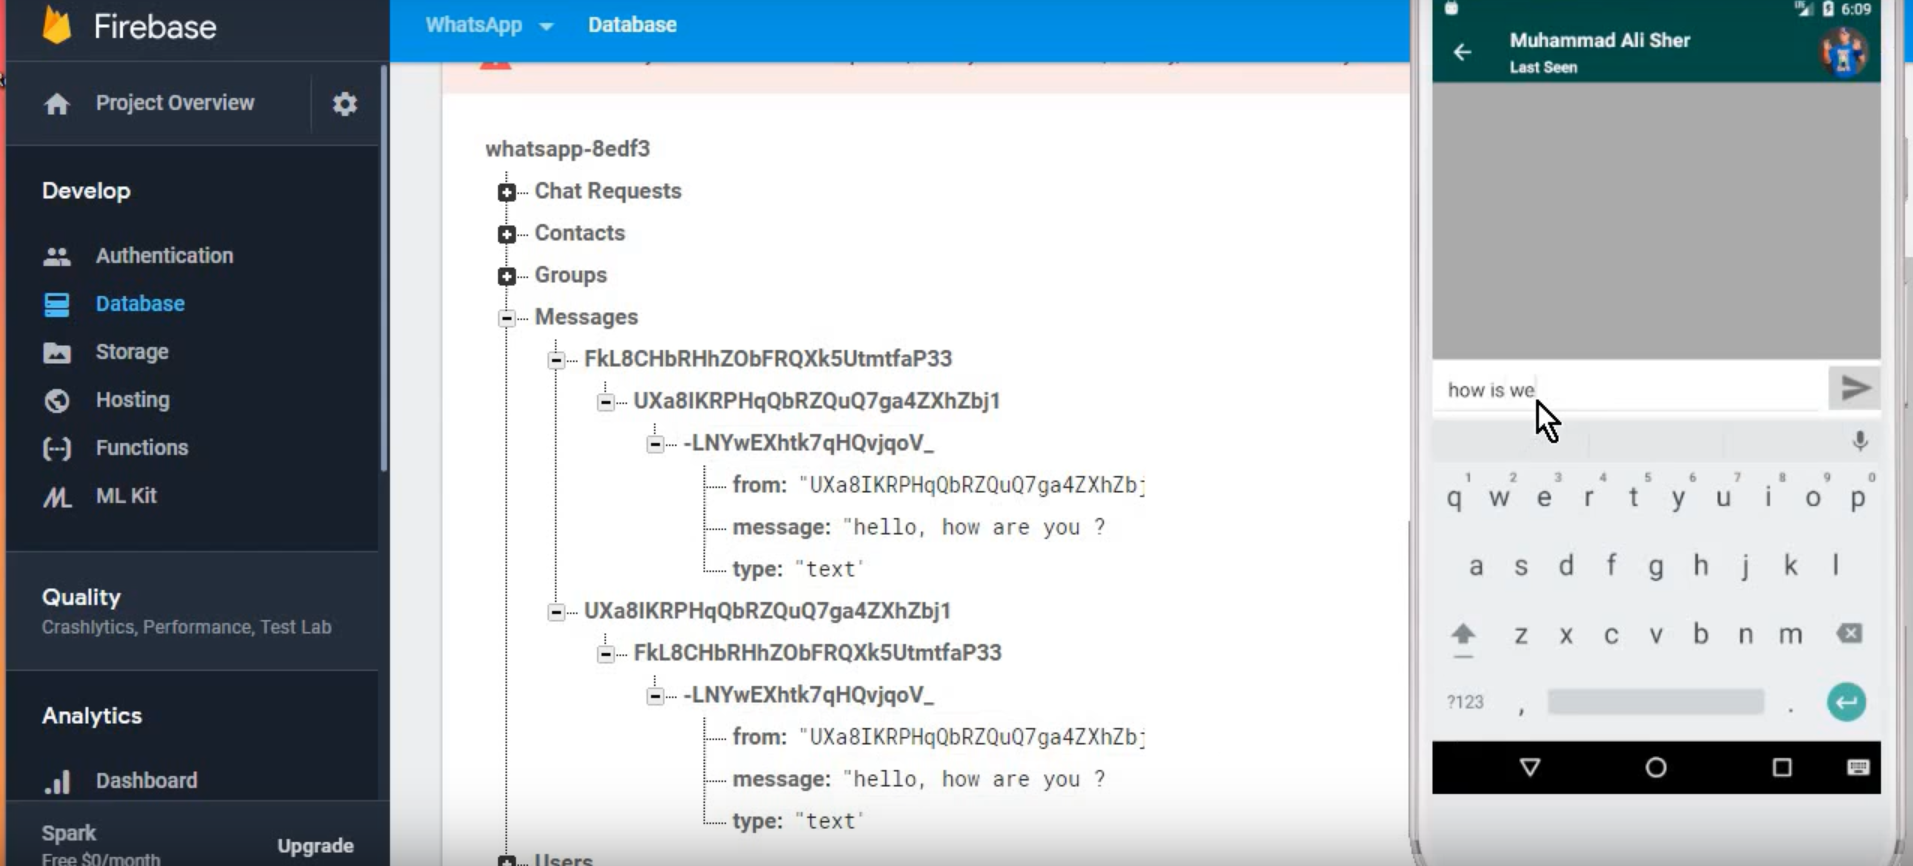 Firebase
Project Overview
Develop
Authentication
Database
Storage
Hosting
Functions
ML Kit
Quality
Crashlytics, Performance, Test Lab
Analytics
Dashboard
Spark
Free $0/month
Upgrade
WhatsApp
Database
whatsapp-8edf3
Chat Requests
Contacts
Groups
Messages
FkL8CHbRHhZObFRQXk5UtmtfaP33
UXa8IKRPHqQbRZQuQ7ga4ZXhZbj1
-LNYwEXhtk7qHQvjqoV_
from: "UXa8IKRPHqQbRZQuQ7ga4ZXhZbj
message: "hello, how are you ?
type: "text"
UXa8IKRPHqQbRZQuQ7ga4ZXhZbj1
FkL8CHbRHhZObFRQXk5UtmtfaP33
-LNYwEXhtk7qHQvjqoV_
from: "UXa8IKRPHqQbRZQuQ7ga4ZXhZbj
message: "hello, how are you ?
type: "text"
Users
6:09
Muhammad Ali Sher
Last Seen
how is we
1 2 3 4 5 6 7 8 9 0
q w e r t y u i o p
a s d f g h j k l
z x c v b n m
?123 , .